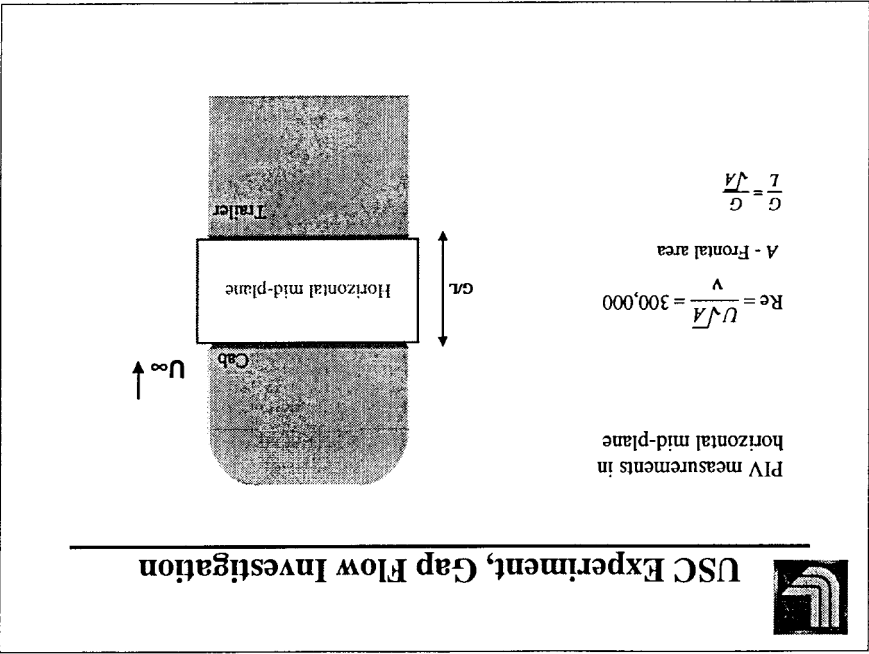 USC Experiment, Gap Flow Investigation
PIV measurements in
horizontal mid-plane
Re = U√A / ν = 300,000
A - Frontal area
G / L = G / √A
U∞
Cab
G/L
Horizontal mid-plane
Trailer